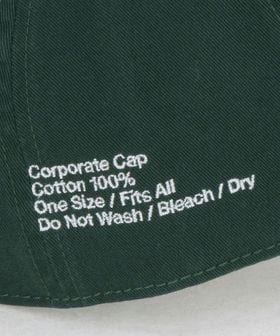 Corporate Cap
Cotton 100%
One Size / Fits All
Do Not Wash / Bleach / Dry